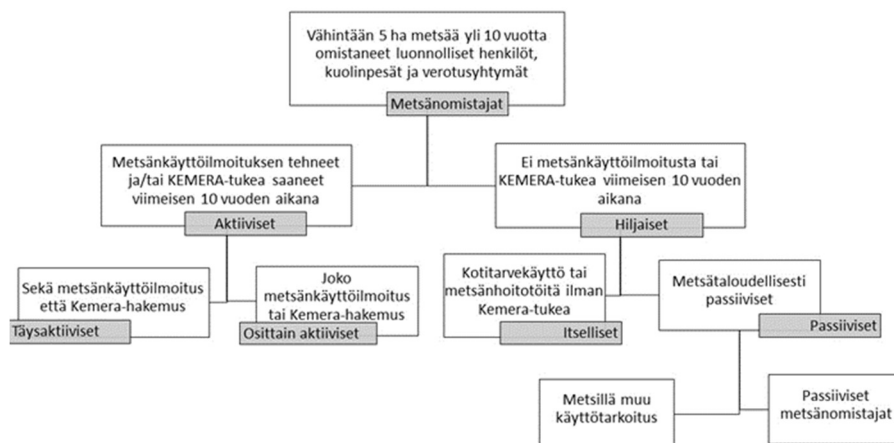 Vähintään 5 ha metsää yli 10 vuotta
omistaneet luonnolliset henkilöt,
kuolinpesät ja verotusyhtymät
Metsänomistajat
Metsänkäyttöilmoituksen tehneet
ja/tai KEMERA-tukea saaneet
viimeisen 10 vuoden aikana
Aktiiviset
Ei metsänkäyttöilmoitusta tai
KEMERA-tukea viimeisen 10 vuoden
aikana
Hiljaiset
Sekä metsänkäyttöilmoitus
että Kemera-hakemus
Täysaktiiviset
Joko
metsänkäyttöilmoitus
tai Kemera-hakemus
Osittain aktiiviset
Kotitarvekäyttö tai
metsänhoitotöitä ilman
Kemera-tukea
Itselliset
Metsätaloudellisesti
passiiviset
Passiiviset
Metsillä muu
käyttötarkoitus
Passiiviset
metsänomistajat